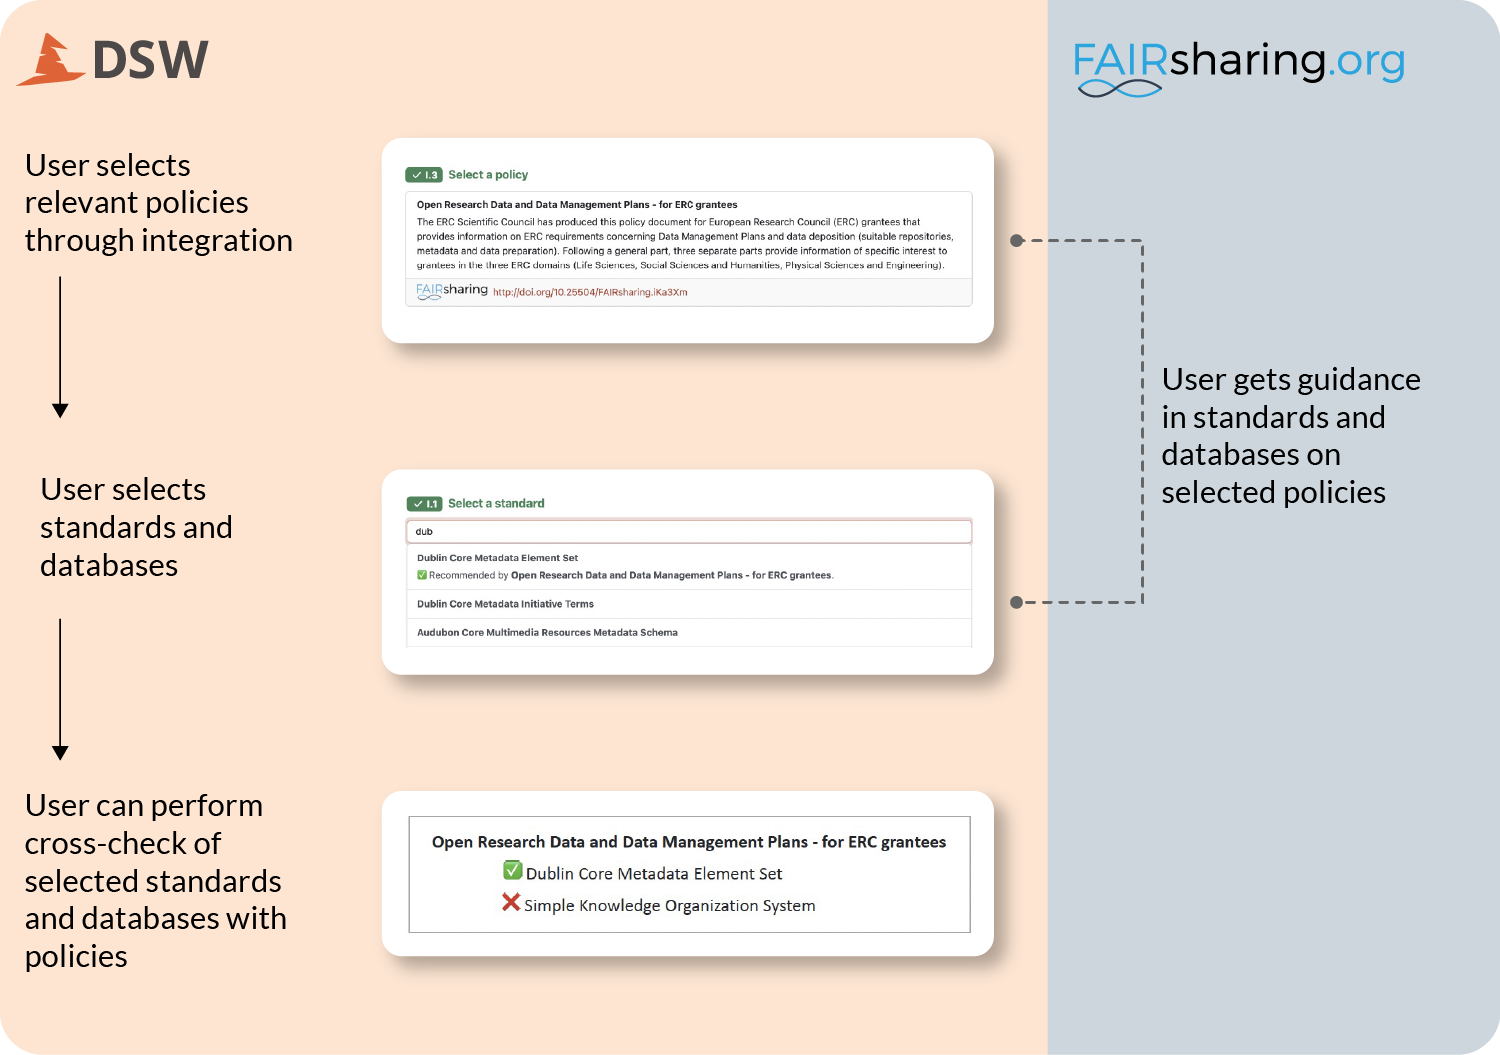 DSW
FAIRsharing.org
User selects
relevant policies
through integration
I.3 Select a policy
Open Research Data and Data Management Plans - for ERC grantees
The ERC Scientific Council has produced this policy document for European Research Council (ERC) grantees that
provides information on ERC requirements concerning Data Management Plans and data deposition (suitable repositories,
metadata and data preparation). Following a general part, three separate parts provide information of specific interest to
grantees in the three ERC domains (Life Sciences, Social Sciences and Humanities, Physical Sciences and Engineering).
FAIRsharing http://doi.org/10.25504/FAIRsharing.iKa3Xm
User gets guidance
in standards and
databases on
selected policies
User selects
standards and
databases
I.1 Select a standard
dub
Dublin Core Metadata Element Set
Recommended by Open Research Data and Data Management Plans - for ERC grantees.
Dublin Core Metadata Initiative Terms
Audubon Core Multimedia Resources Metadata Schema
User can perform
cross-check of
selected standards
and databases with
policies
Open Research Data and Data Management Plans - for ERC grantees
Dublin Core Metadata Element Set
Simple Knowledge Organization System